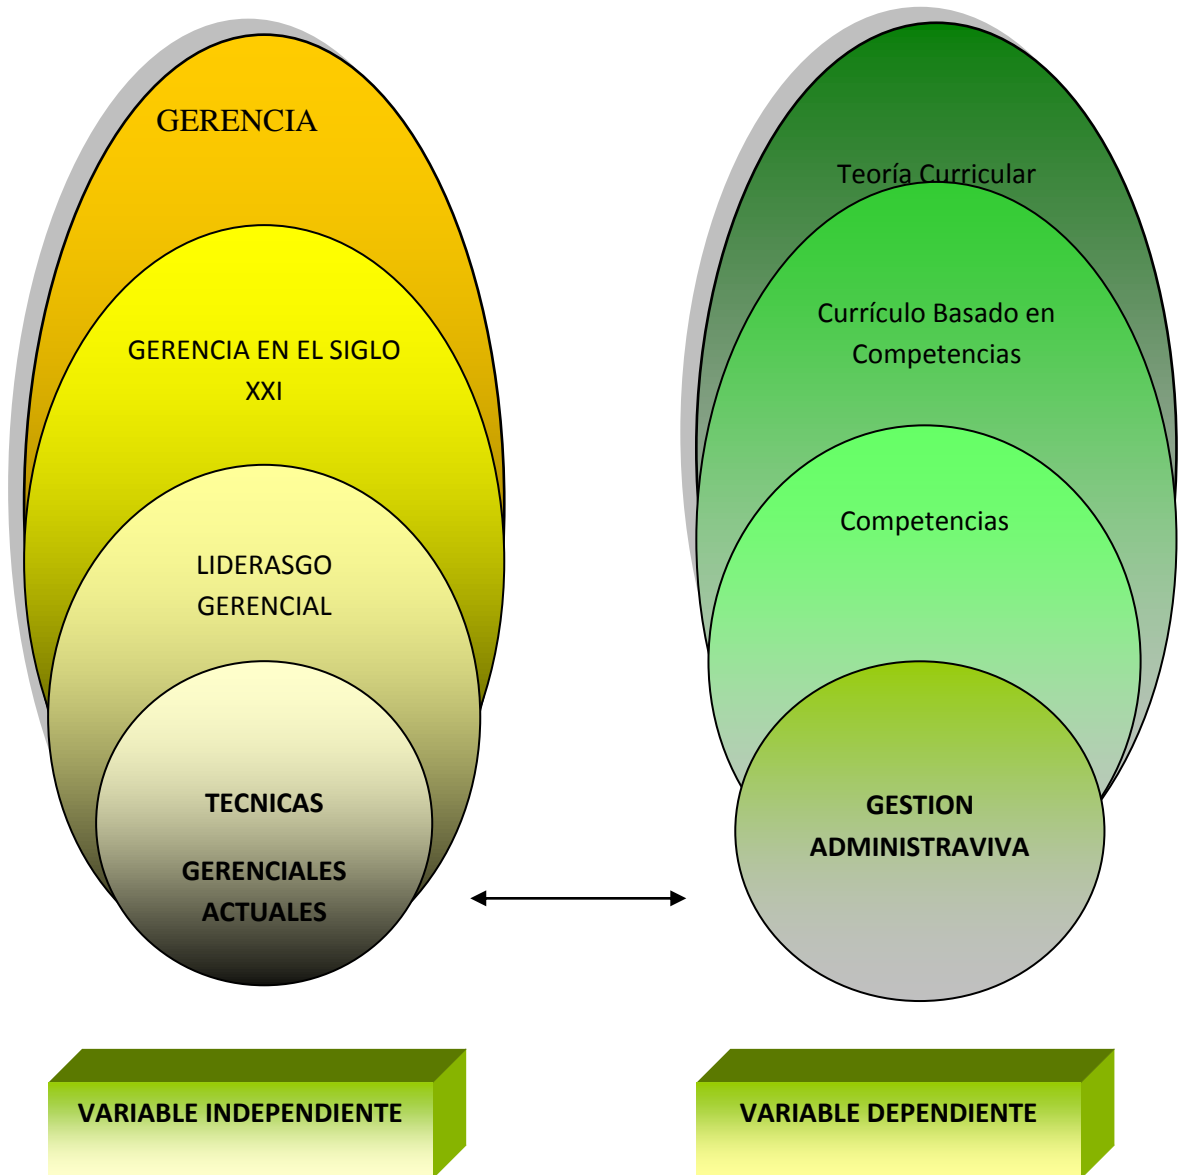 GERENCIA
GERENCIA EN EL SIGLO
XXI
LIDERASGO
GERENCIAL
TECNICAS
GERENCIALES
ACTUALES
VARIABLE INDEPENDIENTE
Teoría Curricular
Currículo Basado en
Competencias
Competencias
GESTION
ADMINISTRAVIVA
VARIABLE DEPENDIENTE